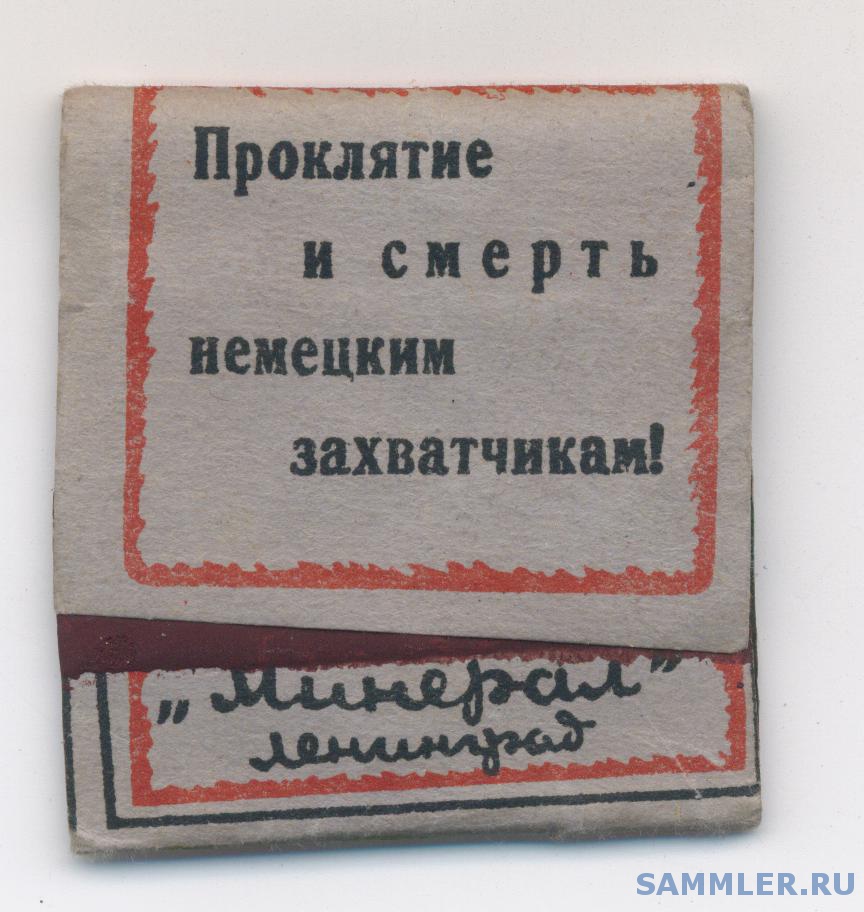 Проклятие
и смерть
немецким
захватчикам!
„Минерал"
ленинград
SAMMLER.RU